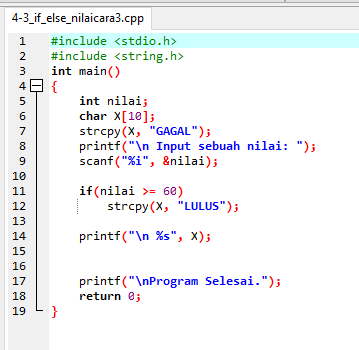 4-3_if_else_nilaicara3.cpp
1 #include <stdio.h>
2 #include <string.h>
3 int main()
4 {
5 int nilai;
6 char X[10];
7 strcpy(X, "GAGAL");
8 printf("\n Input sebuah nilai: ");
9 scanf("%i", &nilai);
10
11 if(nilai >= 60)
12 strcpy(X, "LULUS");
13
14 printf("\n %s", X);
15
16
17 printf("\nProgram Selesai.");
18 return 0;
19 }